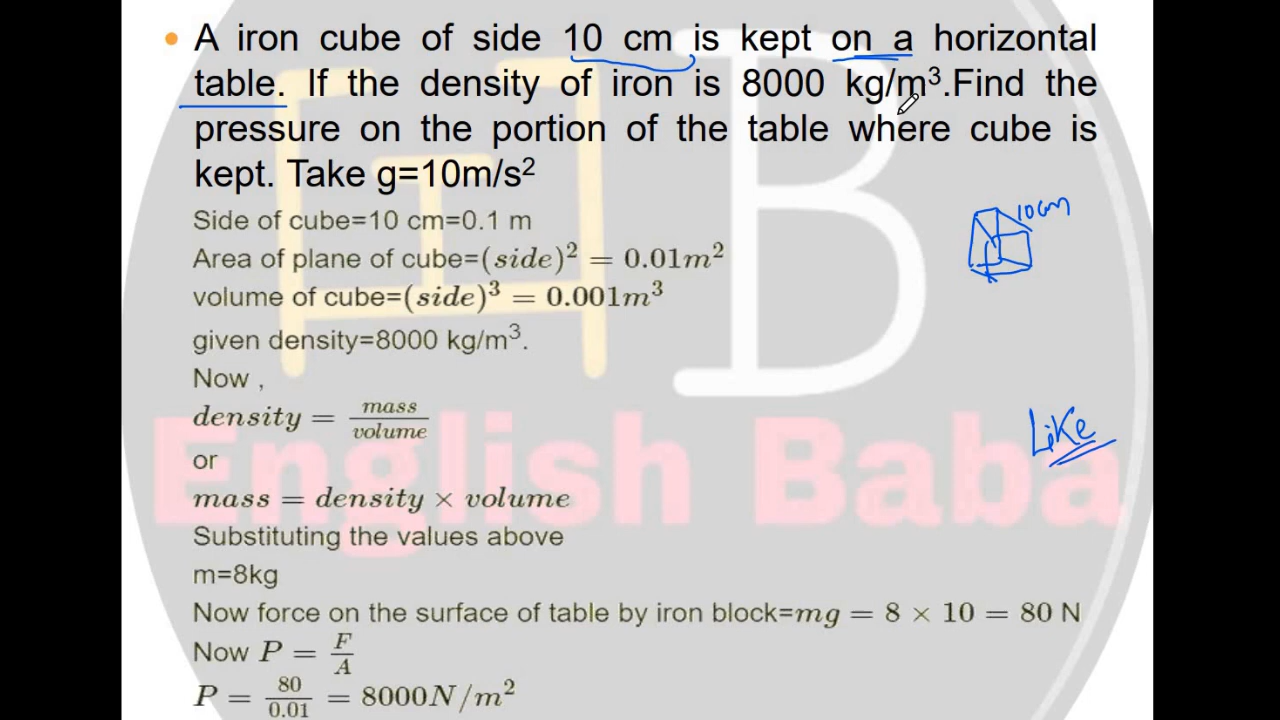 • A iron cube of side 10 cm is kept on a horizontal
table. If the density of iron is 8000 kg/m³.Find the
pressure on the portion of the table where cube is
kept. Take g=10m/s²
Side of cube=10 cm=0.1 m
10cm
Area of plane of cube=(side)² = 0.01m²
volume of cube=(side)³ = 0.001m³
given density=8000 kg/m³.
Now ,
density = mass/volume
Like
or
mass = density × volume
English Baba
Substituting the values above
m=8kg
Now force on the surface of table by iron block=mg = 8 × 10 = 80 N
Now P = F/A
P = 80/0.01 = 8000N/m²